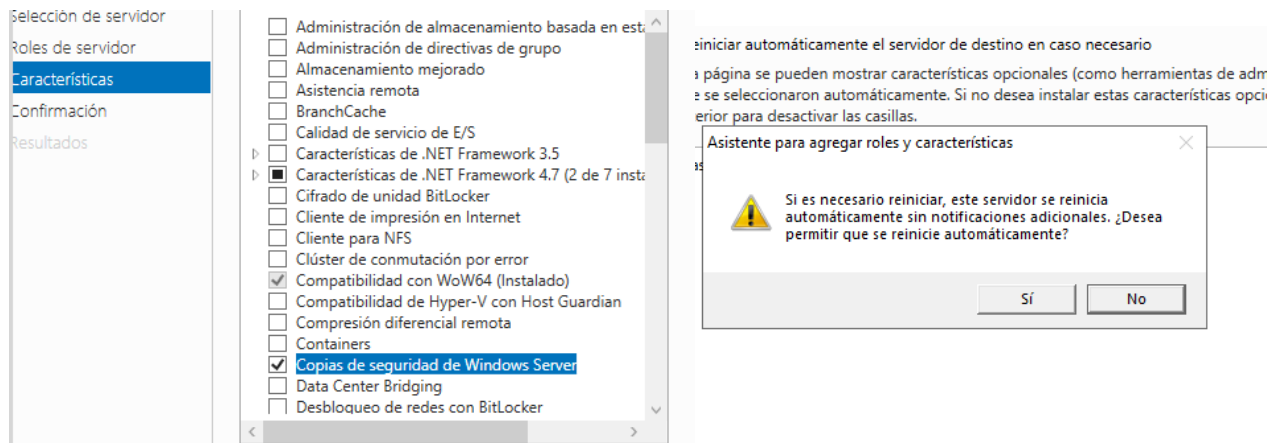 Selección de servidor
Roles de servidor
Características
Confirmación
Resultados
Administración de almacenamiento basada en está
Administración de directivas de grupo
Almacenamiento mejorado
Asistencia remota
BranchCache
Calidad de servicio de E/S
Características de .NET Framework 3.5
Características de .NET Framework 4.7 (2 de 7 insta
Cifrado de unidad BitLocker
Cliente de impresión en Internet
Cliente para NFS
Clúster de conmutación por error
Compatibilidad con WoW64 (Instalado)
Compatibilidad de Hyper-V con Host Guardian
Compresión diferencial remota
Containers
Copias de seguridad de Windows Server
Data Center Bridging
Desbloqueo de redes con BitLocker
einiciar automáticamente el servidor de destino en caso necesario
a página se pueden mostrar características opcionales (como herramientas de adm
e se seleccionaron automáticamente. Si no desea instalar estas características opci
erior para desactivar las casillas.
Asistente para agregar roles y características
Si es necesario reiniciar, este servidor se reinicia
automáticamente sin notificaciones adicionales. ¿Desea
permitir que se reinicie automáticamente?
Sí
No